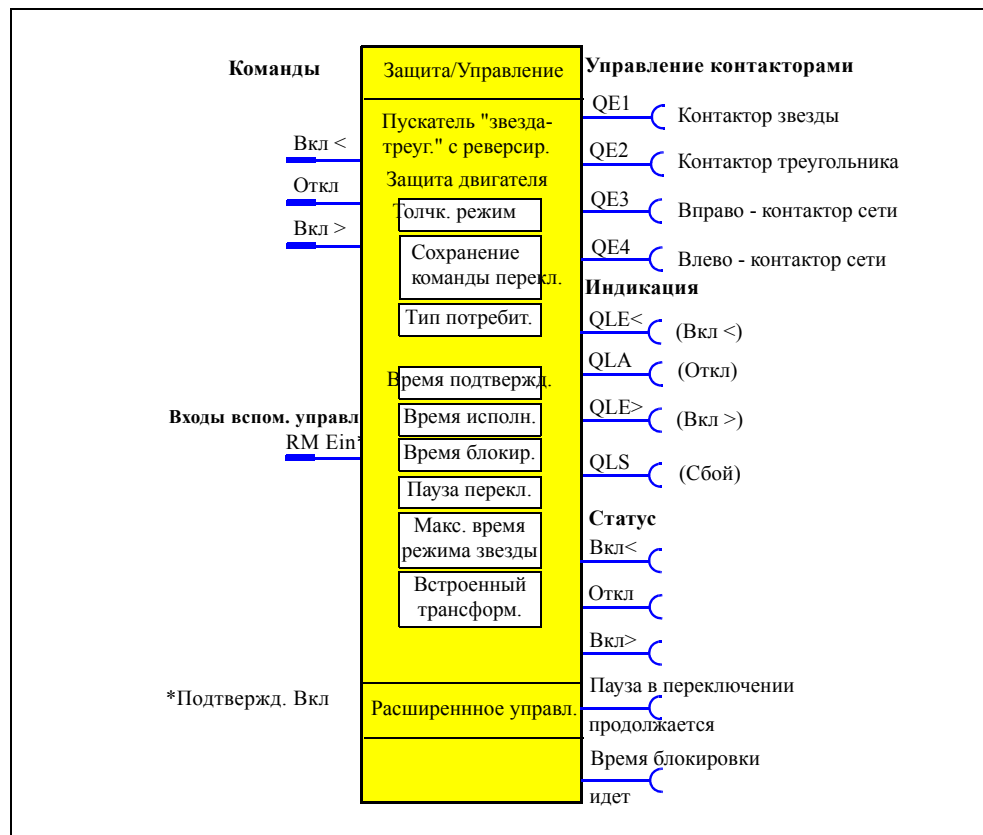 Команды
Вкл <
Откл
Вкл >
Входы вспом. управл
RM Ein*
*Подтвержд. Вкл
Защита/Управление
Пускатель "звезда-
треуг." с реверсир.
Защита двигателя
Толчк. режим
Сохранение
команды перекл.
Тип потребит.
Время подтвержд.
Время исполн.
Время блокир.
Пауза перекл.
Макс. время
режима звезды
Встроенный
трансформ.
Расширеннное управл.
Управление контакторами
QE1 Контактор звезды
QE2 Контактор треугольника
QE3 Вправо - контактор сети
QE4 Влево - контактор сети
Индикация
QLE< (Вкл <)
QLA (Откл)
QLE> (Вкл >)
QLS (Сбой)
Статус
Вкл<
Откл
Вкл>
Пауза в переключении
продолжается
Время блокировки
идет